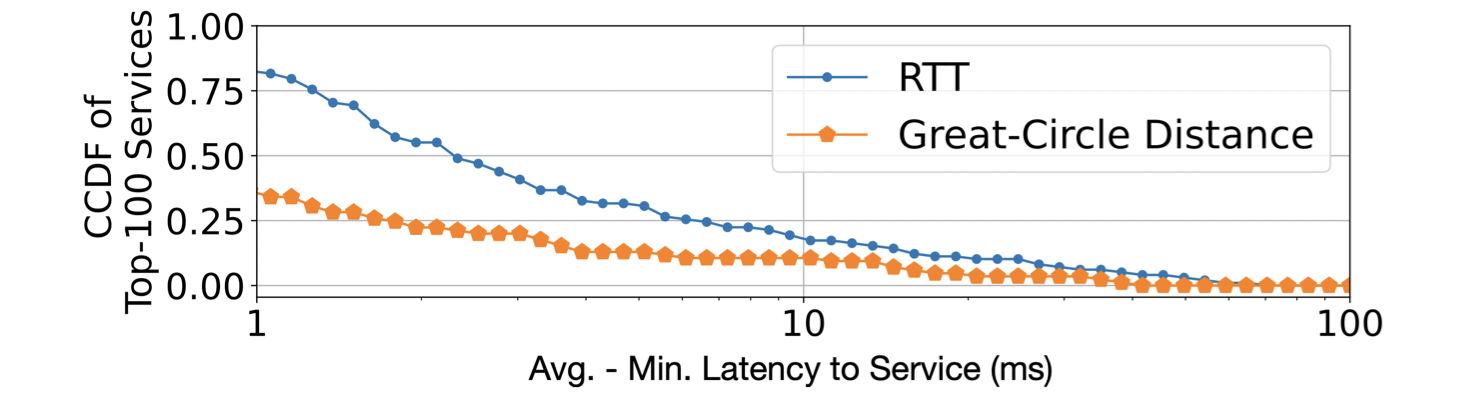 CCDF of
Top-100 Services
1.00
0.75
0.50
0.25
0.00
RTT
Great-Circle Distance
1
10
100
Avg. - Min. Latency to Service (ms)